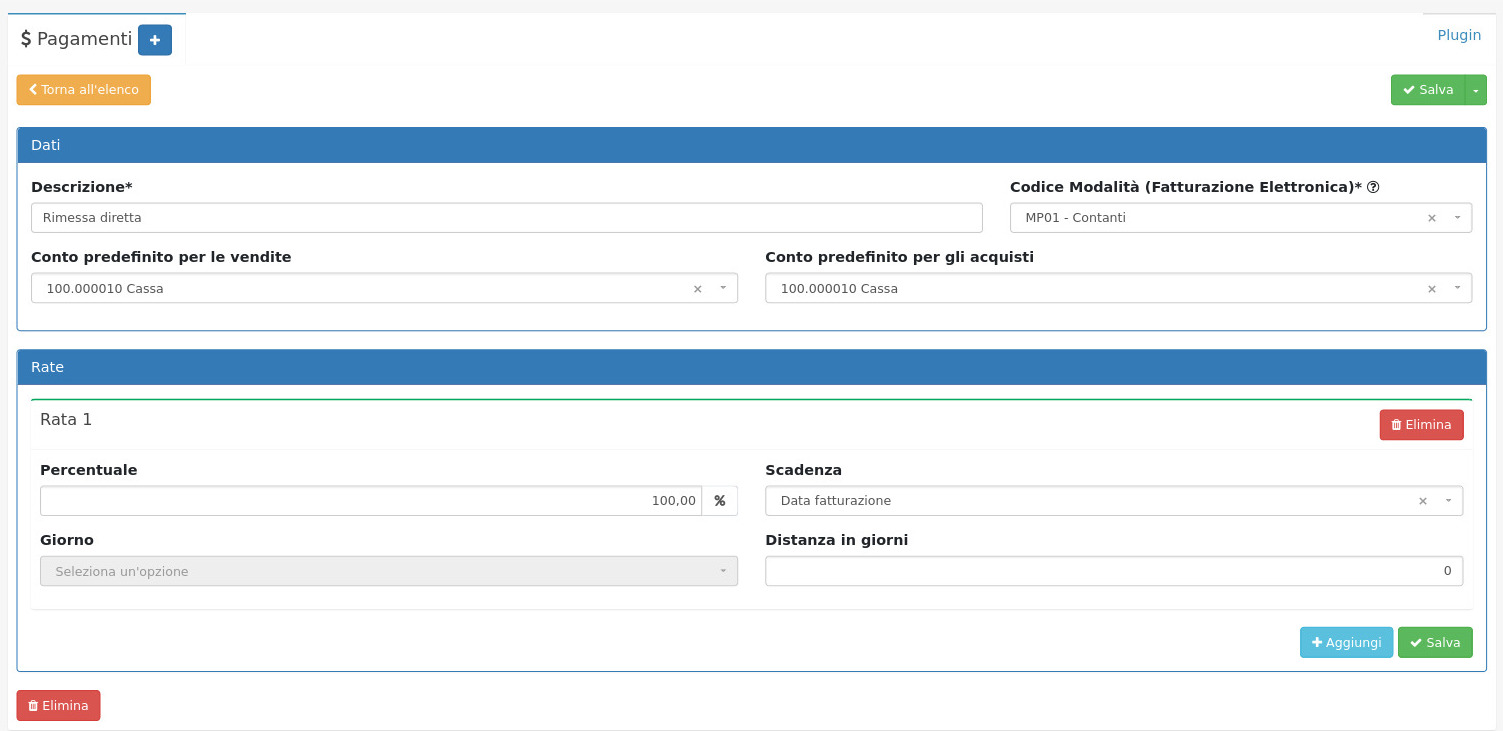 $ Pagamenti +
Plugin
Torna all'elenco
Salva
Dati
Descrizione*
Codice Modalità (Fatturazione Elettronica)* ?
Rimessa diretta
MP01 - Contanti ×
Conto predefinito per le vendite
Conto predefinito per gli acquisti
100.000010 Cassa ×
100.000010 Cassa ×
Rate
Rata 1
Elimina
Percentuale
Scadenza
100,00 %
Data fatturazione ×
Giorno
Distanza in giorni
Seleziona un'opzione
0
+ Aggiungi
Salva
Elimina